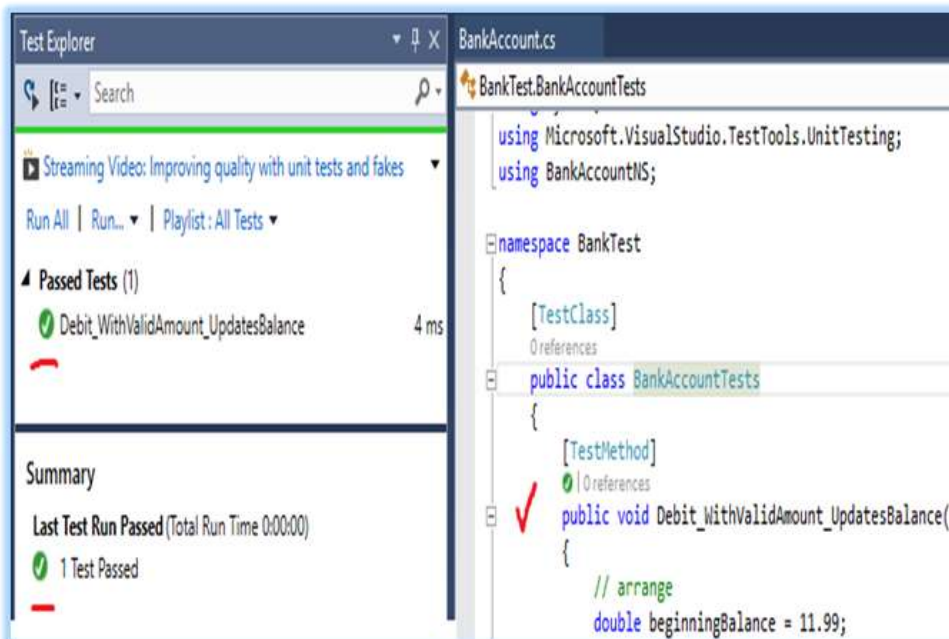 Test Explorer
Search
Streaming Video: Improving quality with unit tests and fakes
Run All | Run... | Playlist : All Tests
Passed Tests (1)
Debit_WithValidAmount_UpdatesBalance 4 ms
Summary
Last Test Run Passed (Total Run Time 0:00:00)
1 Test Passed
BankAccount.cs
BankTest.BankAccountTests
using Microsoft.VisualStudio.TestTools.UnitTesting;
using BankAccountNS;
namespace BankTest
{
[TestClass]
0 references
public class BankAccountTests
{
[TestMethod]
| 0 references
public void Debit_WithValidAmount_UpdatesBalance(
{
// arrange
double beginningBalance = 11.99;